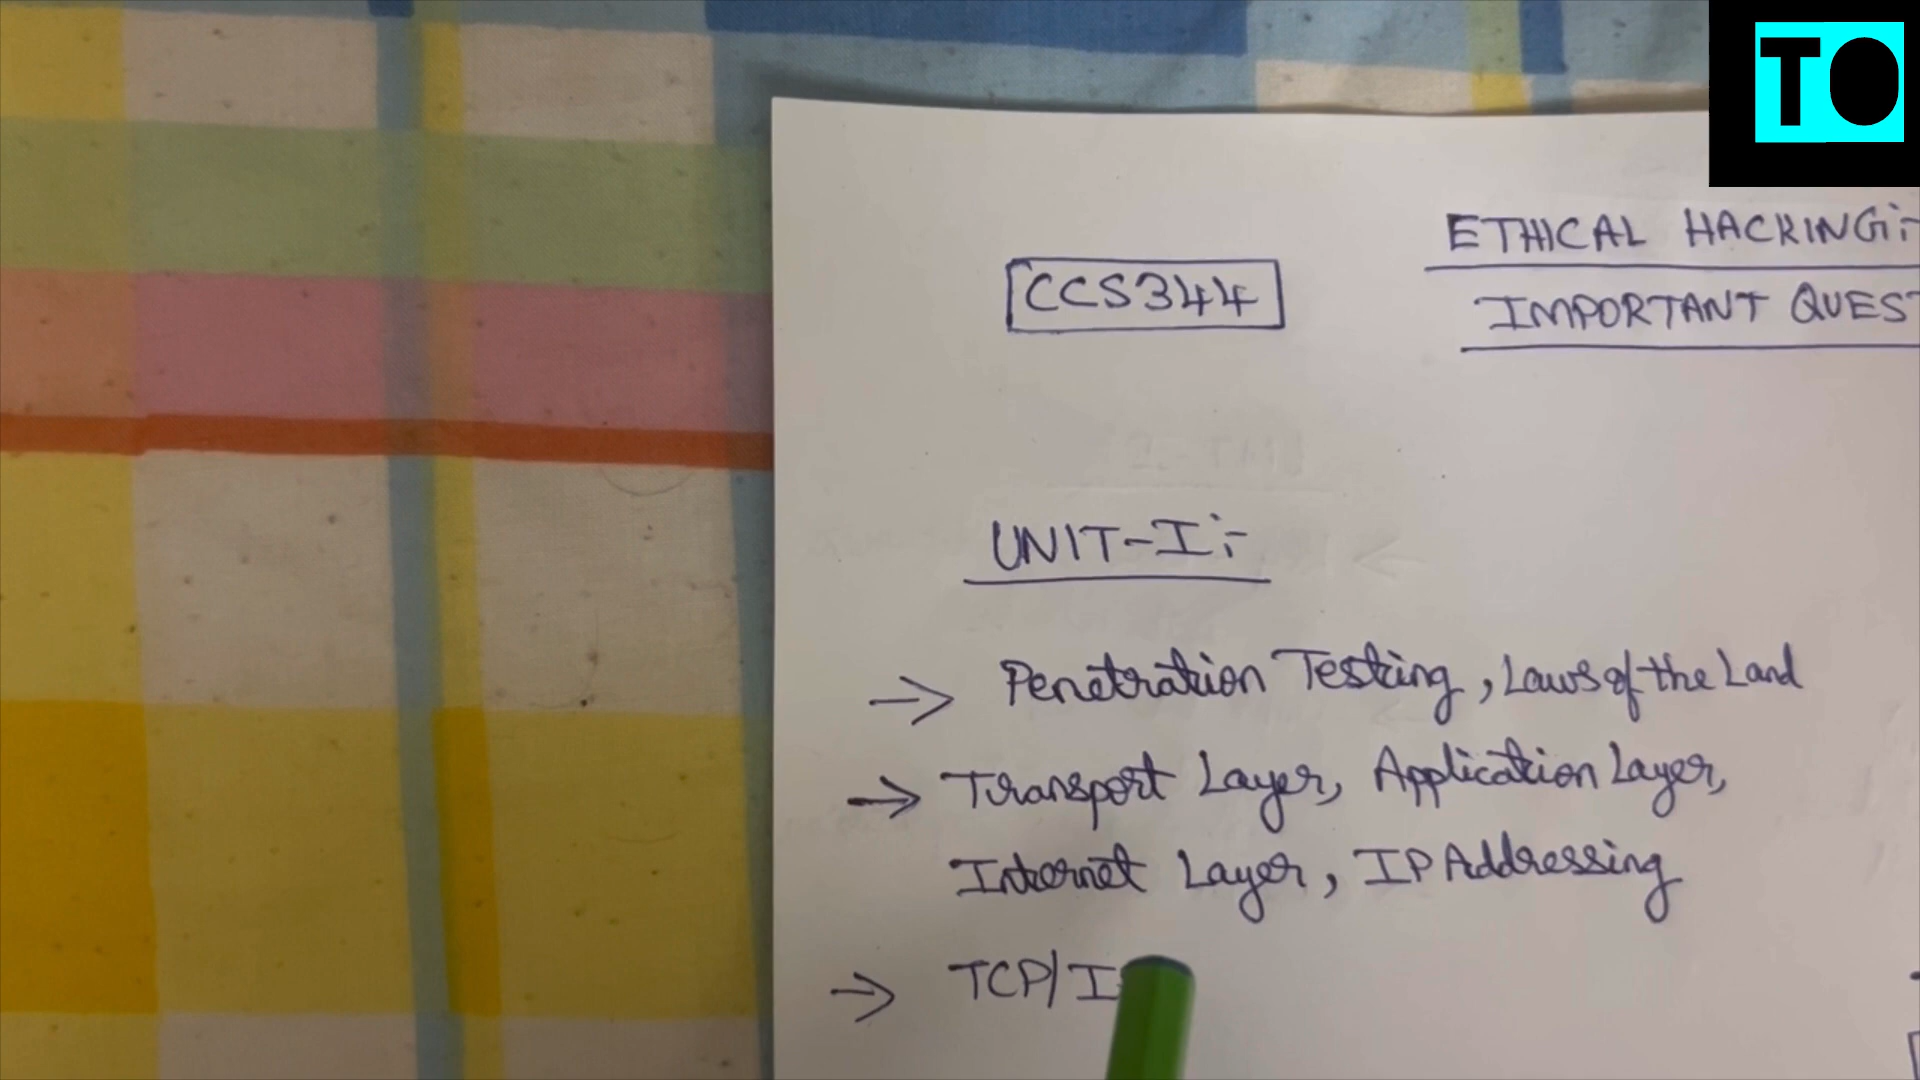 TO
ETHICAL HACKING:-
CCS344
IMPORTANT QUEST
UNIT-I:-
→ Penetration Testing, Laws of the Land
→ Transport Layer, Application Layer,
Internet Layer, IP Addressing
→ TCP/I